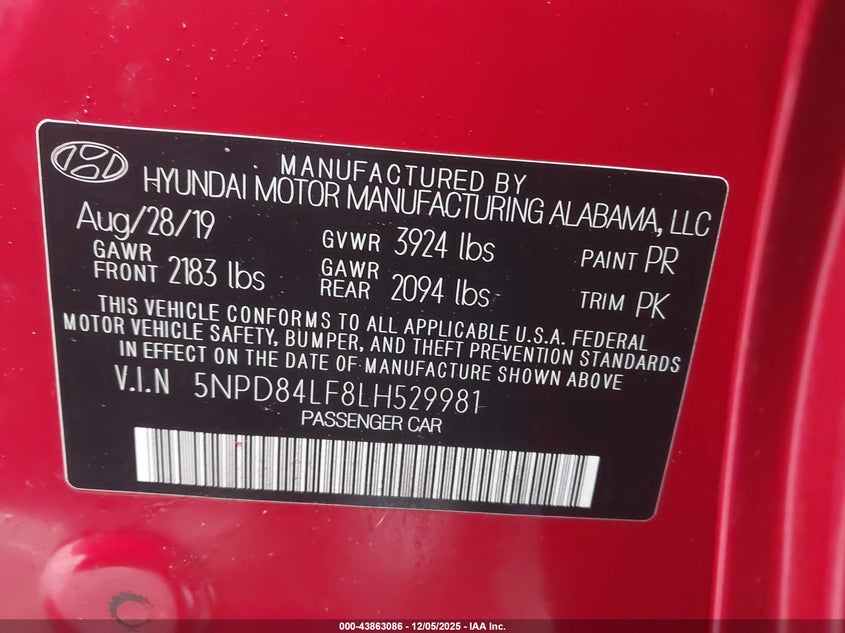 MANUFACTURED BY
HYUNDAI MOTOR MANUFACTURING ALABAMA, LLC
Aug/28/19 GVWR 3924 lbs PAINT PR
GAWR FRONT 2183 lbs GAWR REAR 2094 lbs TRIM PK
THIS VEHICLE CONFORMS TO ALL APPLICABLE U.S.A. FEDERAL
MOTOR VEHICLE SAFETY, BUMPER, AND THEFT PREVENTION STANDARDS
IN EFFECT ON THE DATE OF MANUFACTURE SHOWN ABOVE
V.I.N 5NPD84LF8LH529981
PASSENGER CAR
000-43863086 - 12/05/2025 - IAA Inc.